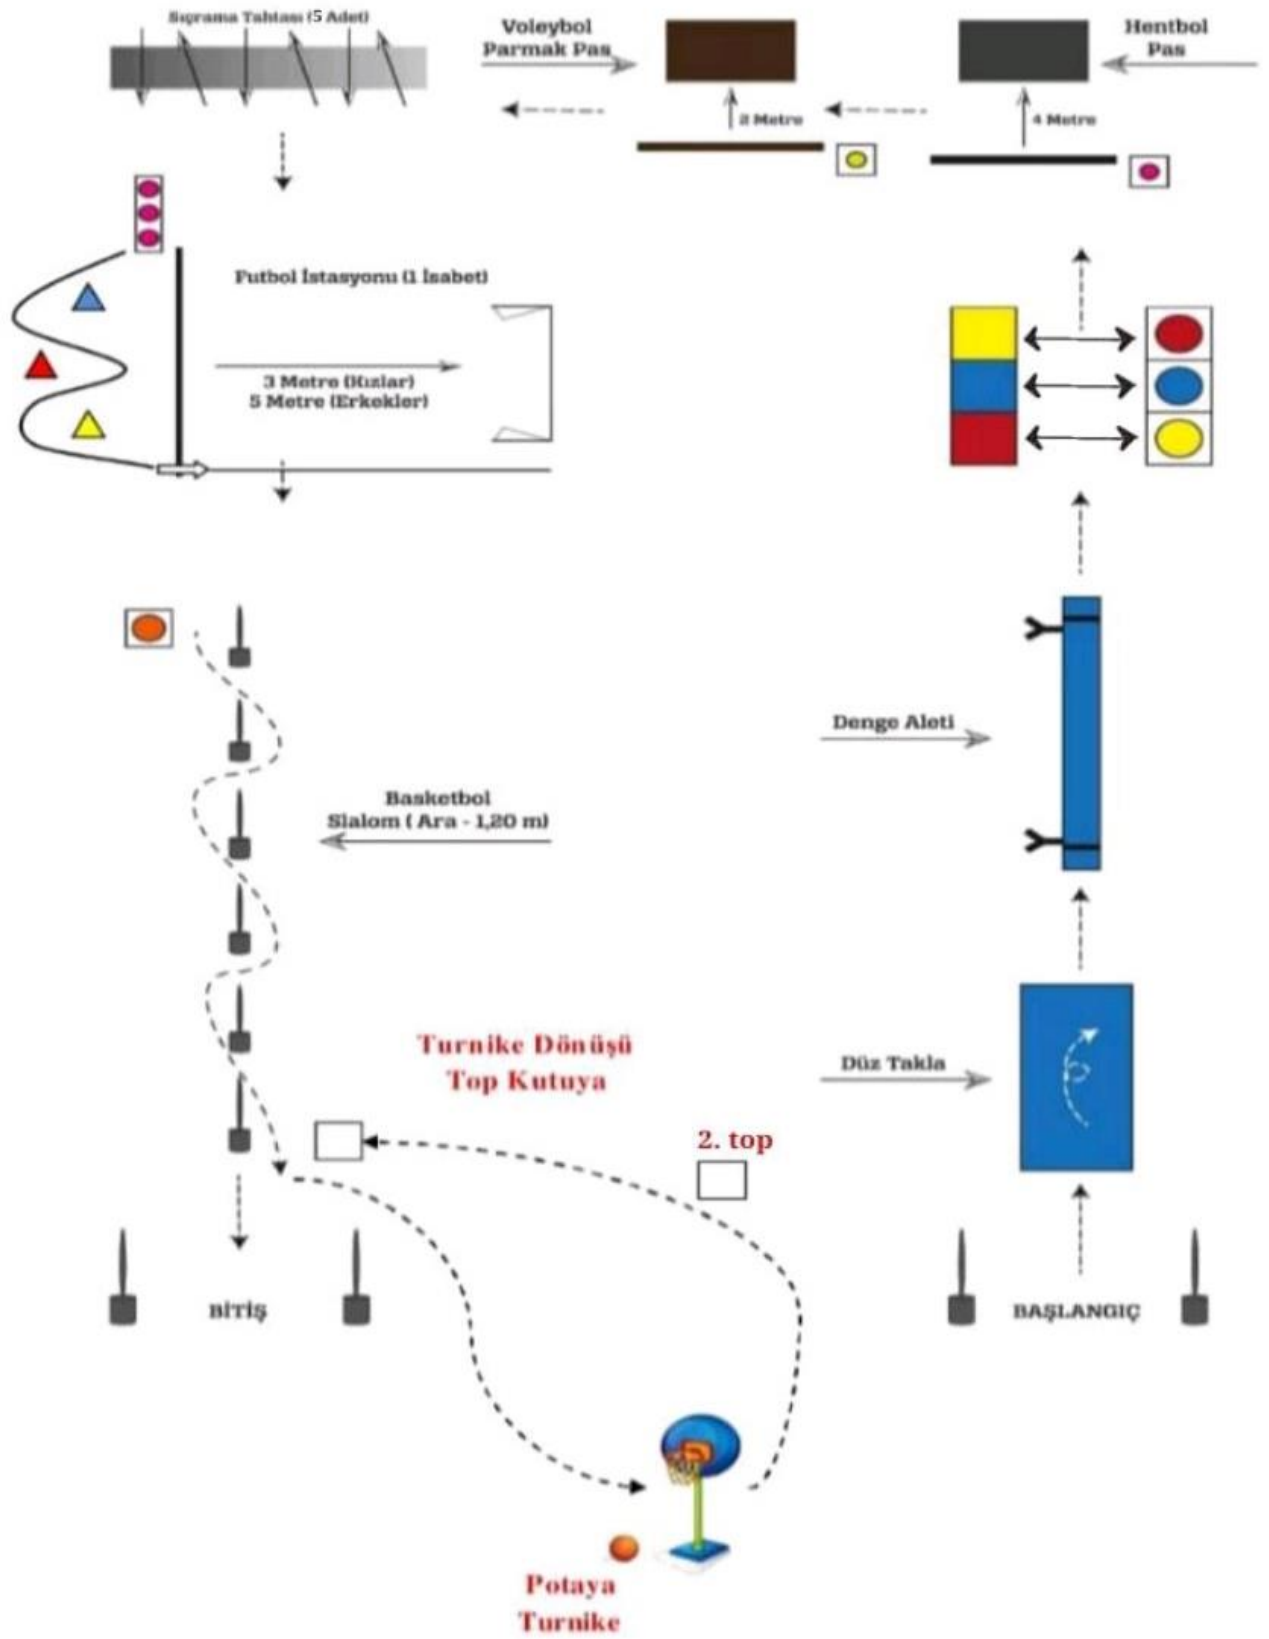 Sıçrama Tahtası (5 Adet)
Voleybol
Parmak Pas
Hentbol
Pas
2 Metre
4 Metre
Futbol İstasyonu (1 İsabet)
3 Metre (Kızlar)
5 Metre (Erkekler)
Denge Aleti
Basketbol
Slalom ( Ara - 1,20 m)
Turnike Dönüşü
Top Kutuya
Düz Takla
2. top
BİTİŞ
BAŞLANGIÇ
Potaya
Turnike